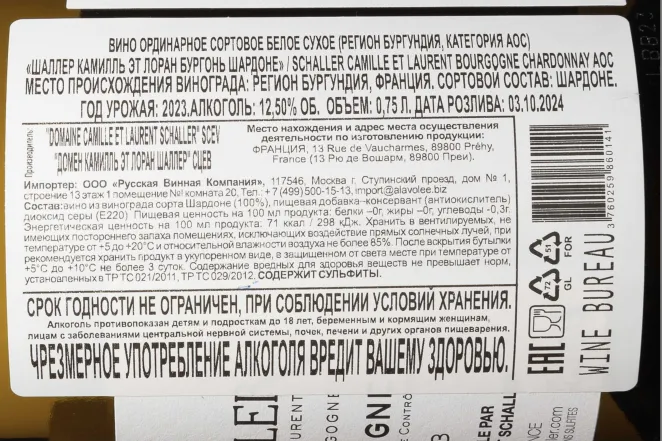 ВИНО ОРДИНАРНОЕ СОРТОВОЕ БЕЛОЕ СУХОЕ (РЕГИОН БУРГУНДИЯ, КАТЕГОРИЯ АОС)
«ШАЛЛЕР КАМИЛЛЬ ЭТ ЛОРАН БУРГОНЬ ШАРДОНЕ» / SCHALLER CAMILLE ET LAURENT BOURGOGNE CHARDONNAY AOC
МЕСТО ПРОИСХОЖДЕНИЯ ВИНОГРАДА: РЕГИОН БУРГУНДИЯ, ФРАНЦИЯ. СОРТОВОЙ СОСТАВ: ШАРДОНЕ.
ГОД УРОЖАЯ: 2023.АЛКОГОЛЬ: 12,50% ОБ. ОБЪЕМ: 0,75 Л. ДАТА РОЗЛИВА: 03.10.2024
Производитель:
"DOMAINE CAMILLE ET LAURENT SCHALLER" SCEV
"ДОМЕН КАМИЛЛЬ ЭТ ЛОРАН ШАЛЛЕР" СЦЕВ
Место нахождения и адрес места осуществления
деятельности по изготовлению продукции:
ФРАНЦИЯ, 13 Rue de Vaucharmes, 89800 Préhy,
France (13 Рю де Вошарм, 89800 Преи).
Импортер: ООО «Русская Винная Компания», 117546, Москва г, Ступинский проезд, дом № 1,
строение 13 этаж 1 помещение №/ комната 20, Тел.: +7 (499) 500-15-13, import@alavolee.biz
Состав:вино из винограда сорта Шардоне (100%), пищевая добавка–консервант (антиокислитель)
диоксид серы (Е220) Пищевая ценность на 100 мл продукта: белки –0г, жиры –0г, углеводы -0,3г.
Энергетическая ценность на 100 мл продукта: 71 ккал / 298 кДж. Хранить в вентилируемых, не
имеющих постороннего запаха помещениях, исключающих воздействие прямых солнечных лучей, при
температуре от +5 до +20°С и относительной влажности воздуха не более 85%. После вскрытия бутылки
рекомендуется хранить продукт в укупоренном виде, в защищенном от света месте при температуре от
+5°С до +10°С не более 3 суток. Содержание вредных для здоровья веществ не превышает норм,
установленных в ТР ТС 021/2011, ТР ТС 029/2012. СОДЕРЖИТ СУЛЬФИТЫ.
СРОК ГОДНОСТИ НЕ ОГРАНИЧЕН, ПРИ СОБЛЮДЕНИИ УСЛОВИЙ ХРАНЕНИЯ.
Алкоголь противопоказан детям и подросткам до 18 лет, беременным и кормящим женщинам,
лицам с заболеваниями центральной нервной системы, почек, печени и других органов пищеварения.
ЧРЕЗМЕРНОЕ УПОТРЕБЛЕНИЕ АЛКОГОЛЯ ВРЕДИТ ВАШЕМУ ЗДОРОВЬЮ.
3 760259 860141
72
GL
51
FOR
EAC
WINE BUREAU